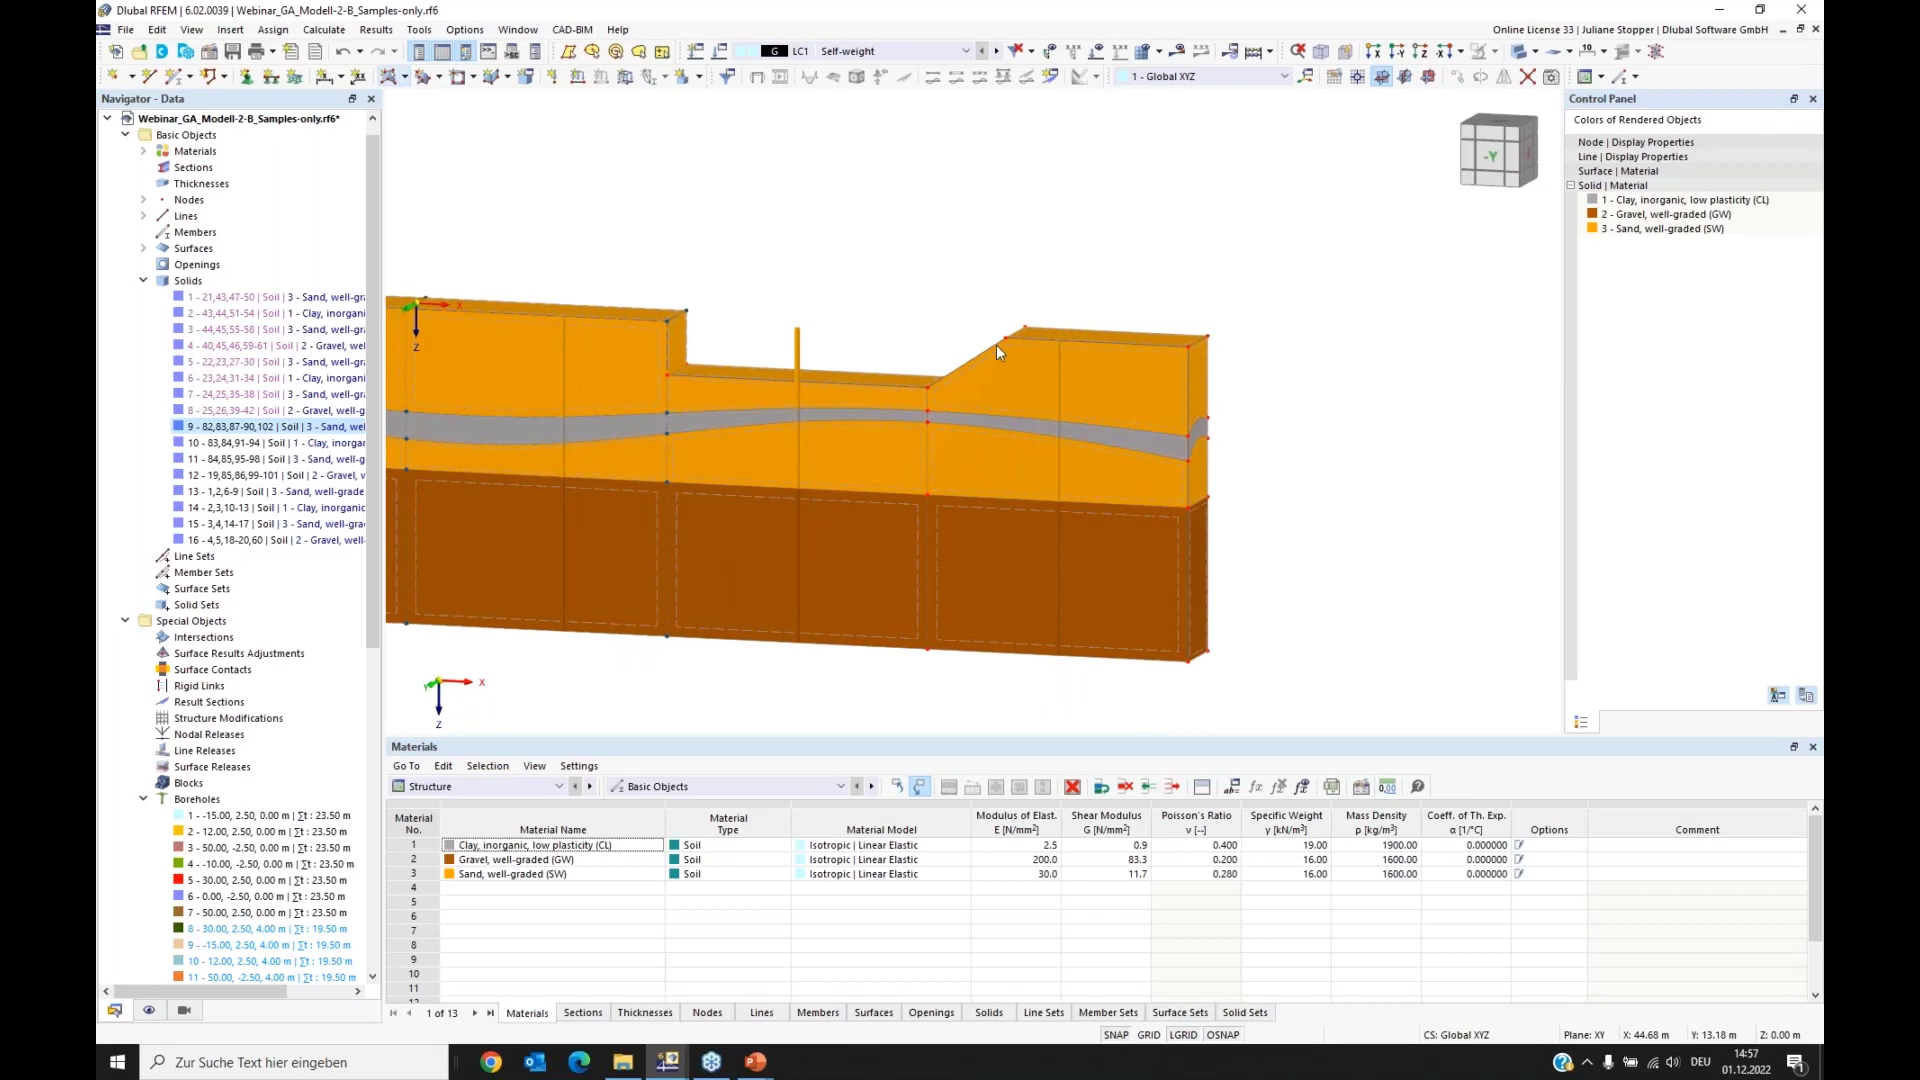 Dlubal RFEM | 6.02.0039 | Webinar_GA_Modell-2-B_Samples-only.rf6*
File Edit View Insert Assign Calculate Results Tools Options Window CAD-BIM Help
Online License 33 | Juliane Stopper | Dlubal Software GmbH
G LC1 Self-weight
1 - Global XYZ
Navigator - Data
Webinar_GA_Modell-2-B_Samples-only.rf6*
Basic Objects
Materials
Sections
Thicknesses
Nodes
Lines
Members
Surfaces
Openings
Solids
1 - 21,43,47-50 | Soil | 3 - Sand, well-gr
2 - 43,44,51-54 | Soil | 1 - Clay, inorgani
3 - 44,45,55-58 | Soil | 3 - Sand, well-gr
4 - 40,45,46,59-61 | Soil | 2 - Gravel, we
5 - 22,23,27-30 | Soil | 3 - Sand, well-gr
6 - 23,24,31-34 | Soil | 1 - Clay, inorgani
7 - 24,25,35-38 | Soil | 3 - Sand, well-gr
8 - 25,26,39-42 | Soil | 2 - Gravel, well-g
9 - 82,83,87-90,102 | Soil | 3 - Sand, wel
10 - 83,84,91-94 | Soil | 1 - Clay, inorgar
11 - 84,85,95-98 | Soil | 3 - Sand, well-g
12 - 19,85,86,99-101 | Soil | 2 - Gravel, v
13 - 1,2,6-9 | Soil | 3 - Sand, well-grade
14 - 2,3,10-13 | Soil | 1 - Clay, inorganic
15 - 3,4,14-17 | Soil | 3 - Sand, well-gra
16 - 4,5,18-20,60 | Soil | 2 - Gravel, well-
Line Sets
Member Sets
Surface Sets
Solid Sets
Special Objects
Intersections
Surface Results Adjustments
Surface Contacts
Rigid Links
Result Sections
Structure Modifications
Nodal Releases
Line Releases
Surface Releases
Blocks
Boreholes
1 - -15.00, 2.50, 0.00 m | ∑t : 23.50 m
2 - 12.00, 2.50, 0.00 m | ∑t : 23.50 m
3 - 50.00, -2.50, 0.00 m | ∑t : 23.50 m
4 - -10.00, -2.50, 0.00 m | ∑t : 23.50 m
5 - 30.00, 2.50, 0.00 m | ∑t : 23.50 m
6 - 0.00, -2.50, 0.00 m | ∑t : 23.50 m
7 - 50.00, 2.50, 0.00 m | ∑t : 23.50 m
8 - 30.00, 2.50, 4.00 m | ∑t : 19.50 m
9 - -15.00, 2.50, 4.00 m | ∑t : 19.50 m
10 - 12.00, 2.50, 4.00 m | ∑t : 19.50 m
11 - 50.00, -2.50, 4.00 m | ∑t : 19.50 m
X
Z
-Y
Y X
Z
Control Panel
Colors of Rendered Objects
Node | Display Properties
Line | Display Properties
Surface | Material
Solid | Material
1 - Clay, inorganic, low plasticity (CL)
2 - Gravel, well-graded (GW)
3 - Sand, well-graded (SW)
Materials
Go To Edit Selection View Settings
Structure Basic Objects
Material No. Material Name Material Type Material Model Modulus of Elast. E [N/mm²] Shear Modulus G [N/mm²] Poisson's Ratio ν [--] Specific Weight γ [kN/m³] Mass Density ρ [kg/m³] Coeff. of Th. Exp. α [1/°C] Options Comment
1 Clay, inorganic, low plasticity (CL) Soil Isotropic | Linear Elastic 2.5 0.9 0.400 19.00 1900.00 0.000000
2 Gravel, well-graded (GW) Soil Isotropic | Linear Elastic 200.0 83.3 0.200 16.00 1600.00 0.000000
3 Sand, well-graded (SW) Soil Isotropic | Linear Elastic 30.0 11.7 0.280 16.00 1600.00 0.000000
4
5
6
7
8
9
10
11
1 of 13 Materials Sections Thicknesses Nodes Lines Members Surfaces Openings Solids Line Sets Member Sets Surface Sets Solid Sets
SNAP GRID LGRID OSNAP CS: Global XYZ Plane: XY X: 44.68 m Y: 13.18 m Z: 0.00 m
Zur Suche Text hier eingeben
DEU
14:57
01.12.2022